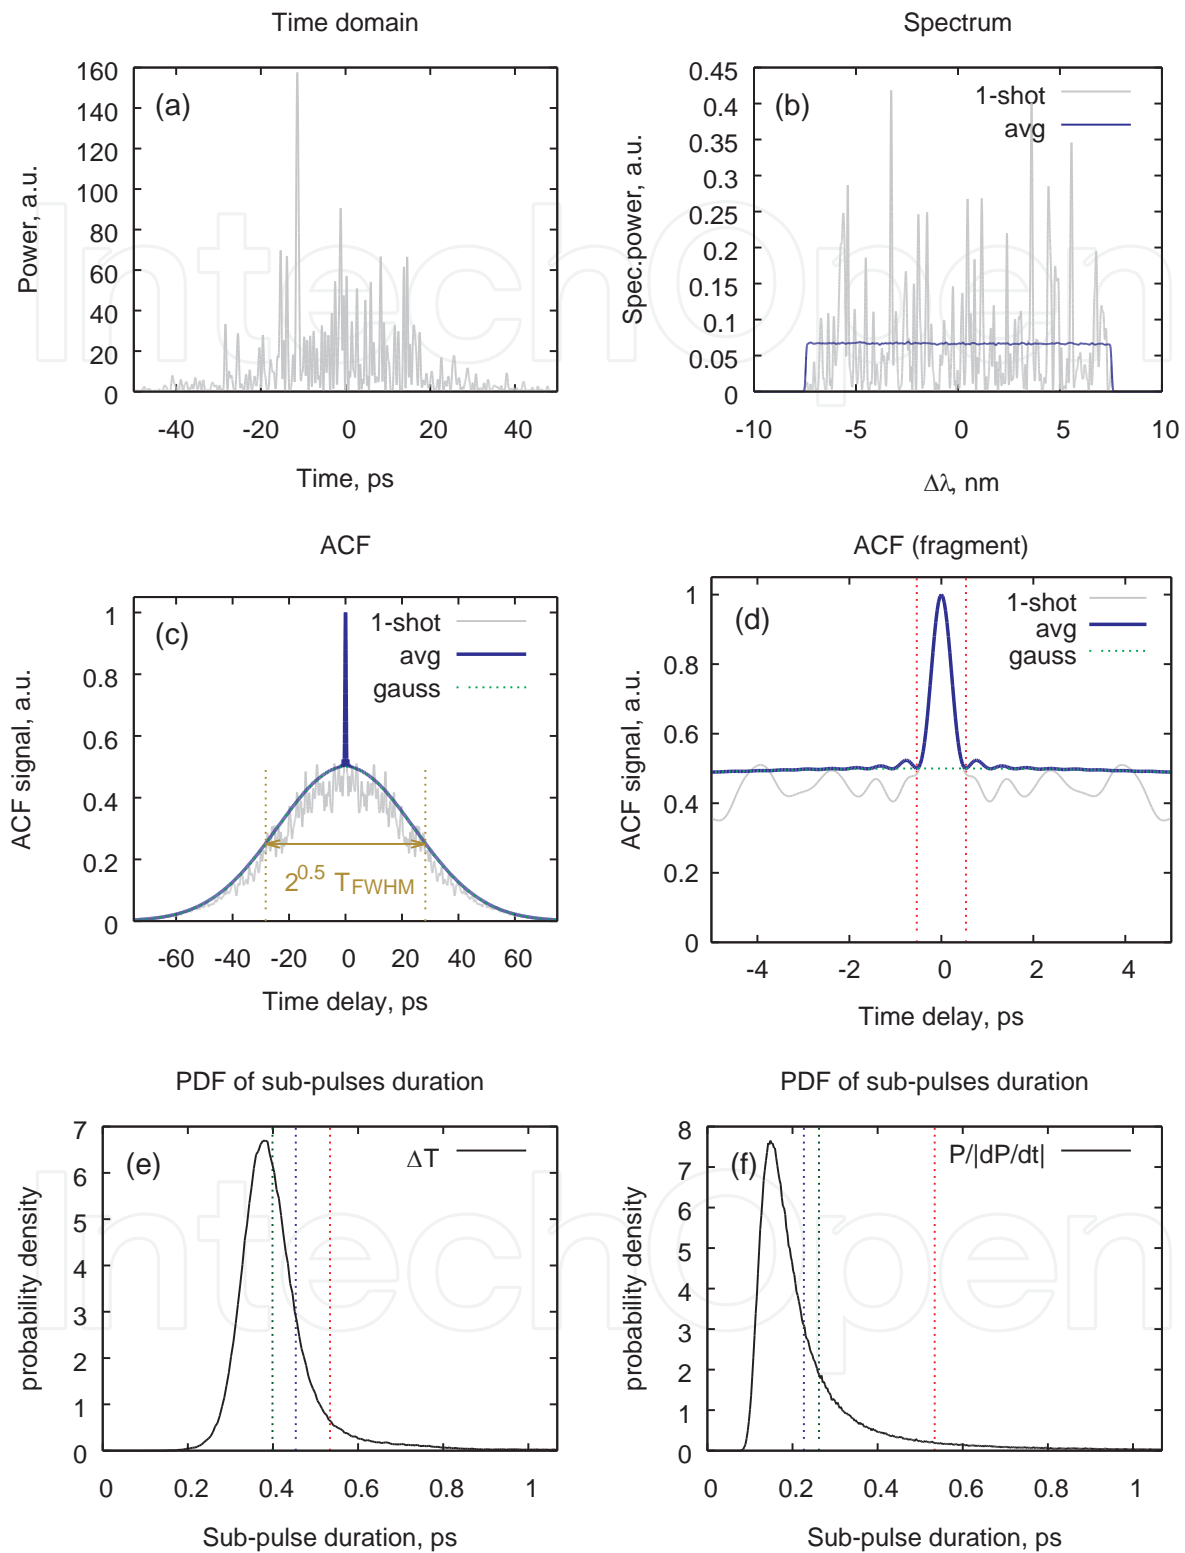 Time domain
(a)
160
140
120
100
80
60
40
20
0
Power, a.u.
-40 -20 0 20 40
Time, ps
Spectrum
(b)
1-shot
avg
0.45
0.4
0.35
0.3
0.25
0.2
0.15
0.1
0.05
0
Spec.power, a.u.
-10 -5 0 5 10
Δλ, nm
ACF
(c)
1-shot
avg
gauss
1
0.8
0.6
0.4
0.2
0
ACF signal, a.u.
2^0.5 T_FWHM
-60 -40 -20 0 20 40 60
Time delay, ps
ACF (fragment)
(d)
1-shot
avg
gauss
1
0.8
0.6
0.4
0.2
0
ACF signal, a.u.
-4 -2 0 2 4
Time delay, ps
PDF of sub-pulses duration
(e)
ΔT
7
6
5
4
3
2
1
0
probability density
0 0.2 0.4 0.6 0.8 1
Sub-pulse duration, ps
PDF of sub-pulses duration
(f)
P/|dP/dt|
8
7
6
5
4
3
2
1
0
probability density
0 0.2 0.4 0.6 0.8 1
Sub-pulse duration, ps
IntechOpen
IntechOpen